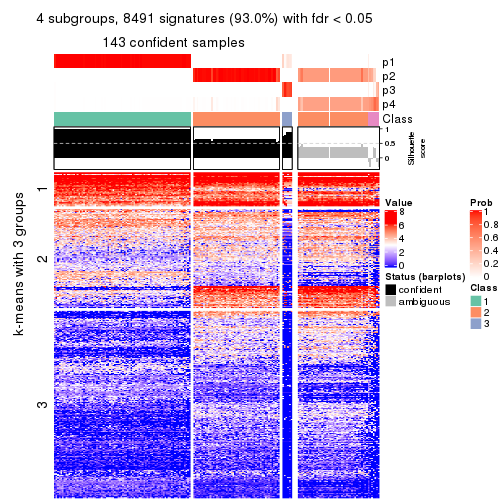 4 subgroups, 8491 signatures (93.0%) with fdr < 0.05
143 confident samples
p1
p2
p3
p4
Class
1
0.5
0
Silhouette
score
k-means with 3 groups
1
2
3
Value
8
6
4
2
0
Status (barplots)
confident
ambiguous
Prob
1
0.8
0.6
0.4
0.2
0
Class
1
2
3